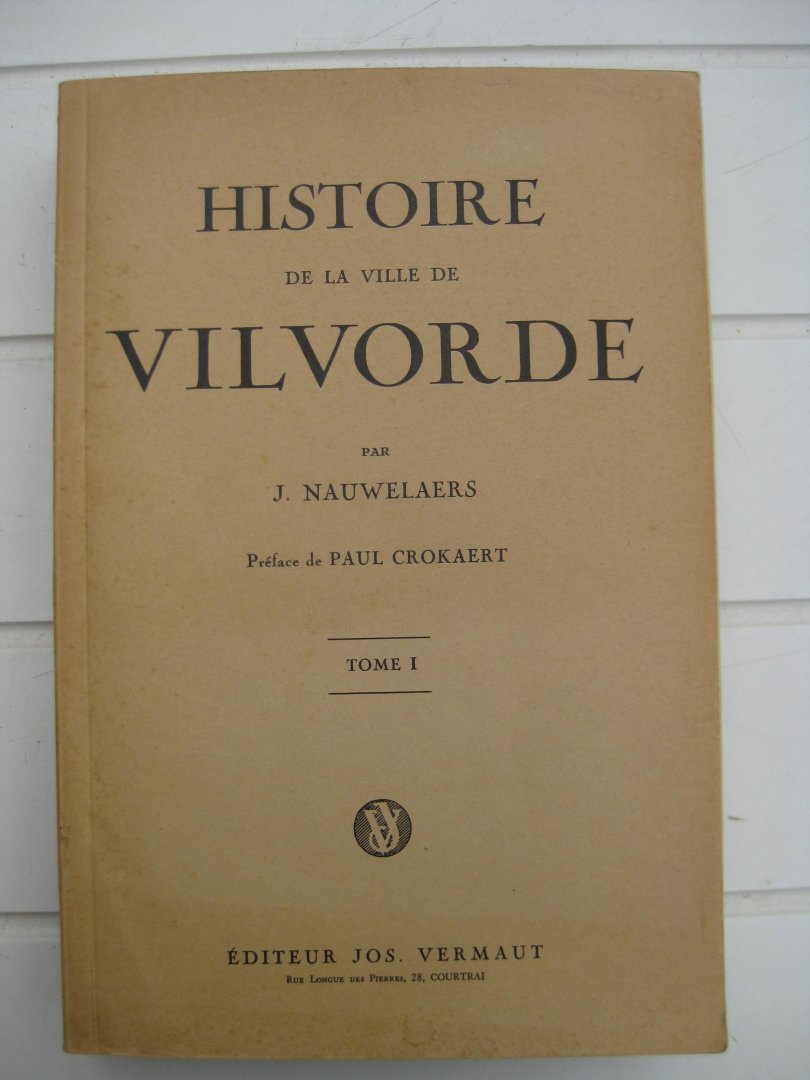 HISTOIRE
DE LA VILLE DE
VILVORDE
PAR
J. NAUWELAERS
Préface de PAUL CROKAERT
TOME I
ÉDITEUR JOS. VERMAUT
RUE LONGUE DES PIERRES, 28, COURTRAI